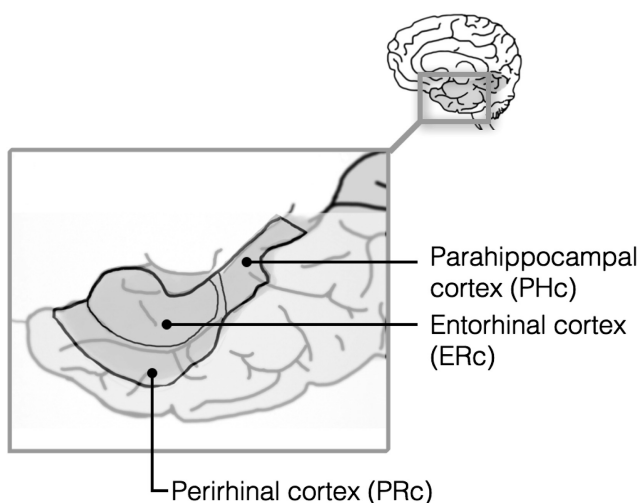 Parahippocampal
cortex (PHc)
Entorhinal cortex
(ERc)
Perirhinal cortex (PRc)